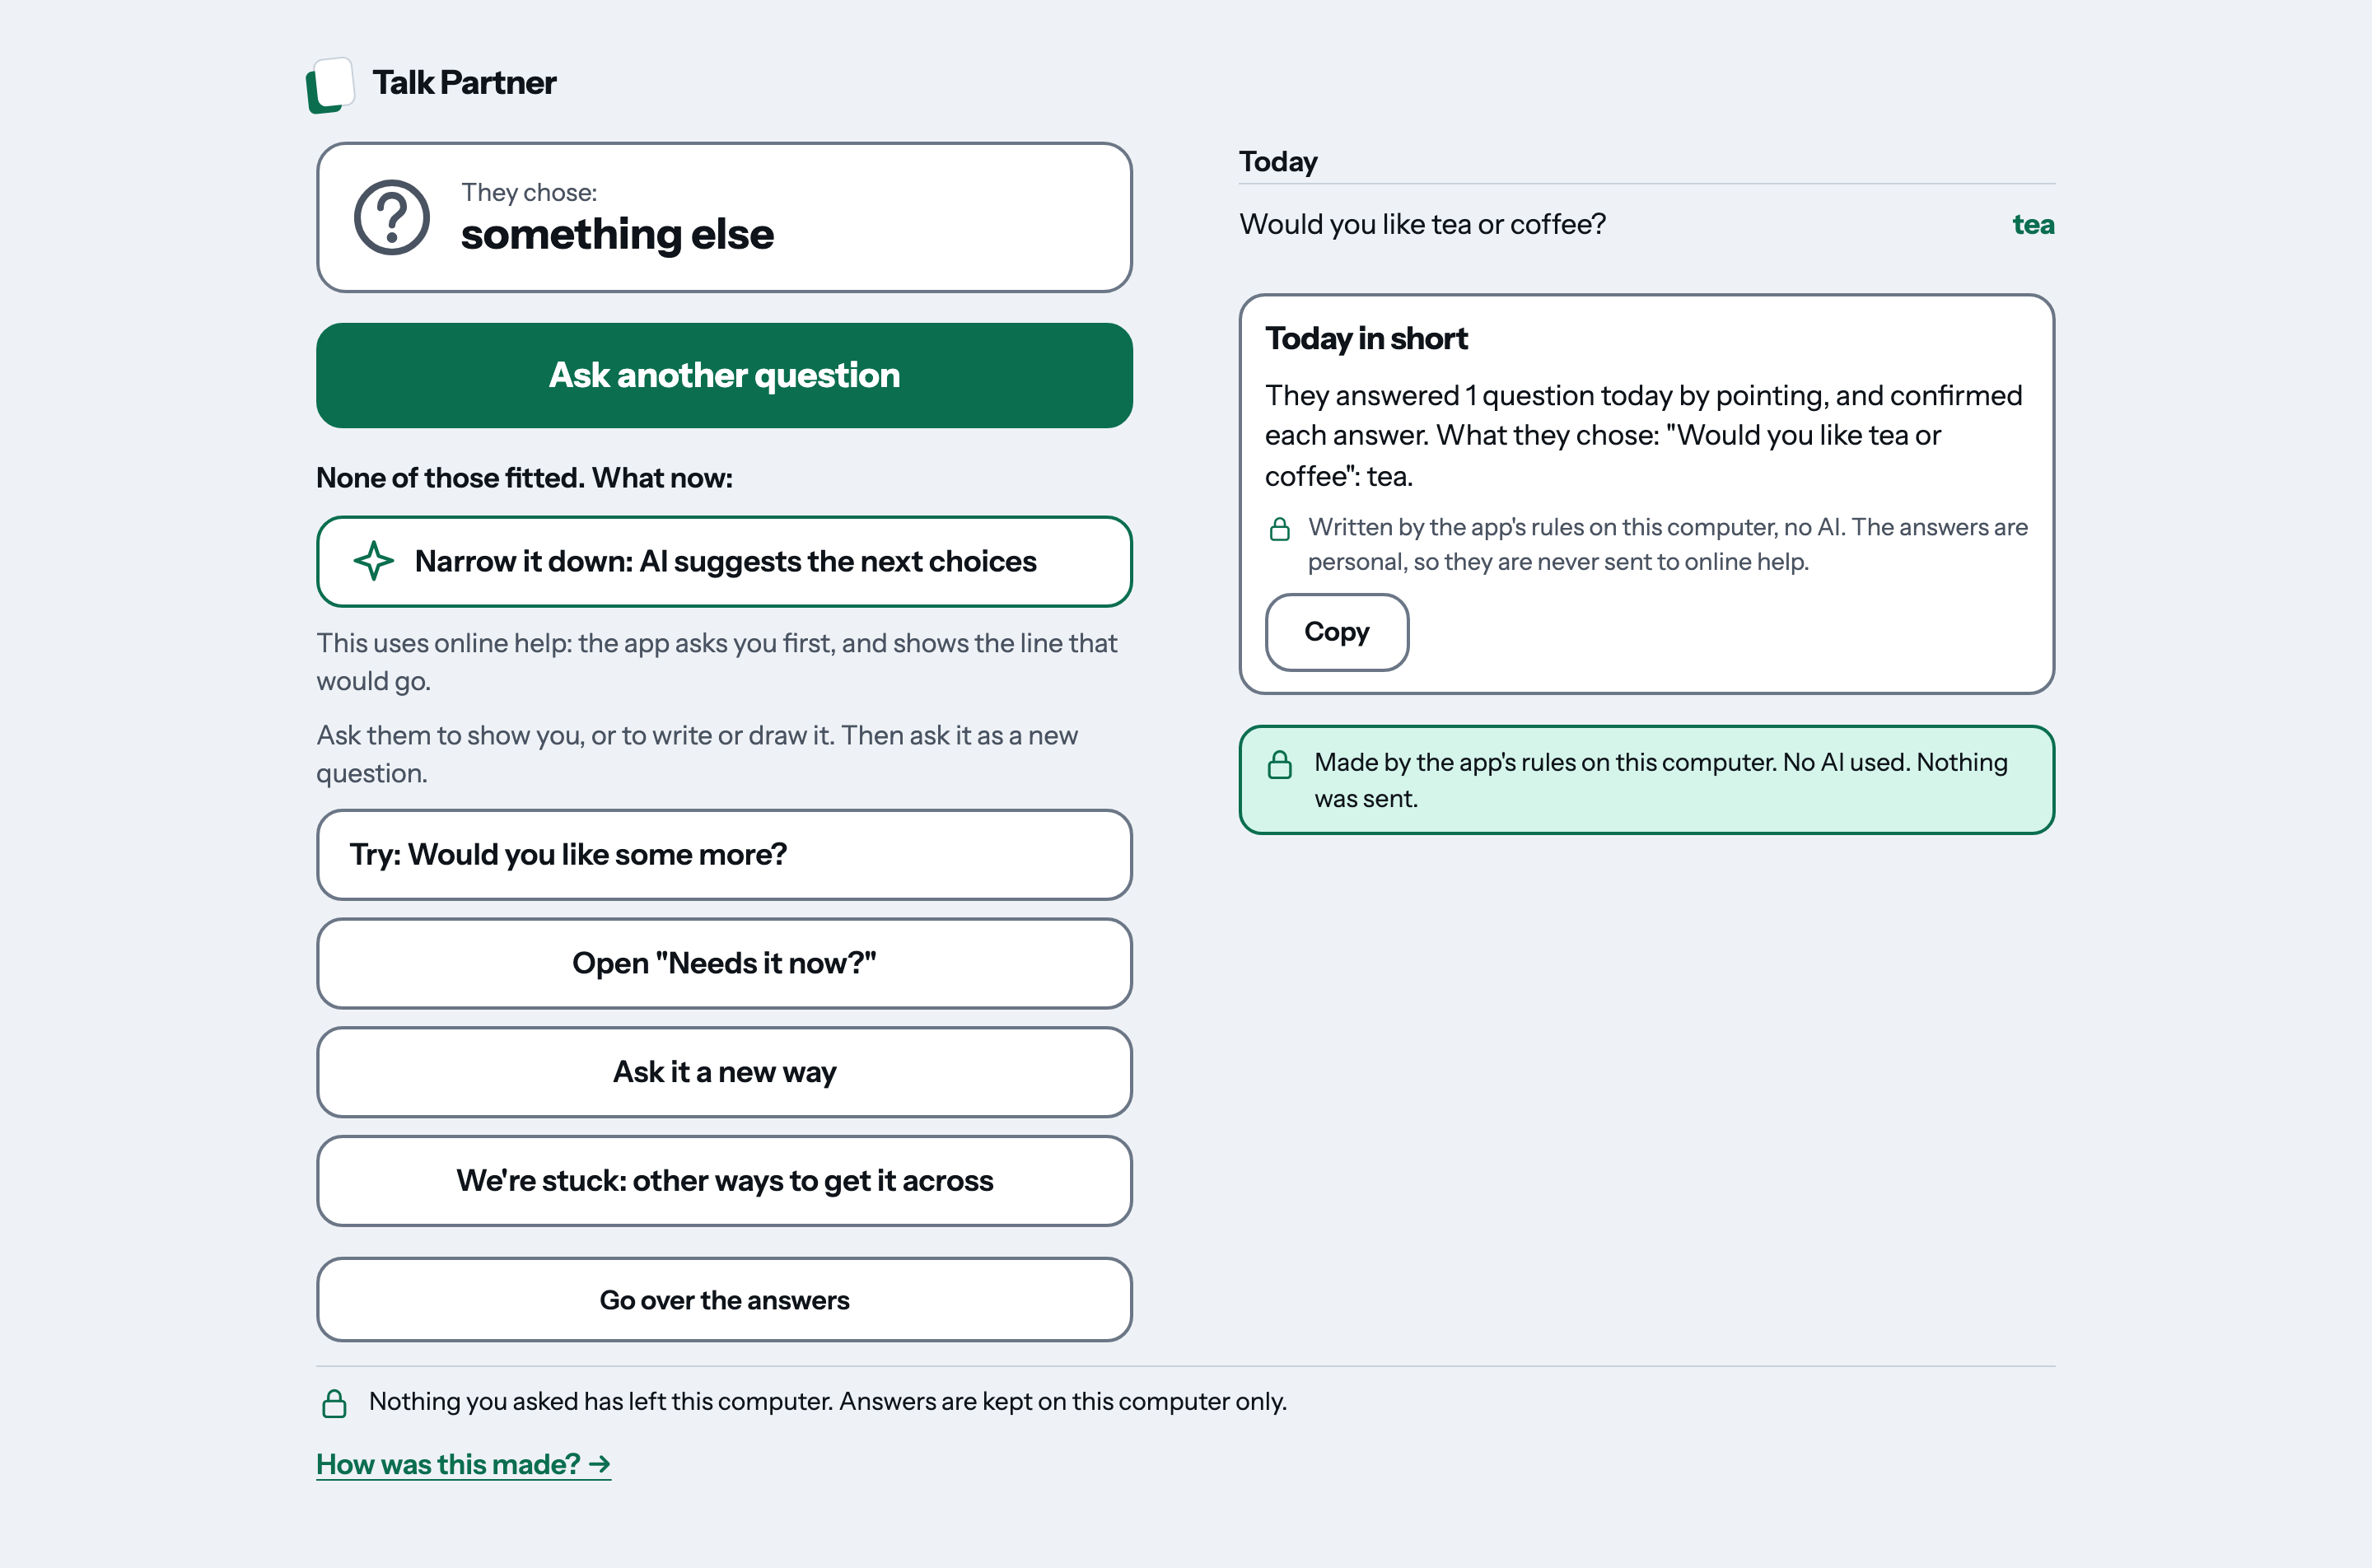 Talk Partner
They chose:
something else
Ask another question
None of those fitted. What now:
Narrow it down: AI suggests the next choices
This uses online help: the app asks you first, and shows the line that
would go.
Ask them to show you, or to write or draw it. Then ask it as a new
question.
Try: Would you like some more?
Open "Needs it now?"
Ask it a new way
We're stuck: other ways to get it across
Go over the answers
Today
Would you like tea or coffee? tea
Today in short
They answered 1 question today by pointing, and confirmed
each answer. What they chose: "Would you like tea or
coffee": tea.
Written by the app's rules on this computer, no AI. The answers are
personal, so they are never sent to online help.
Copy
Made by the app's rules on this computer. No AI used. Nothing
was sent.
Nothing you asked has left this computer. Answers are kept on this computer only.
How was this made? →